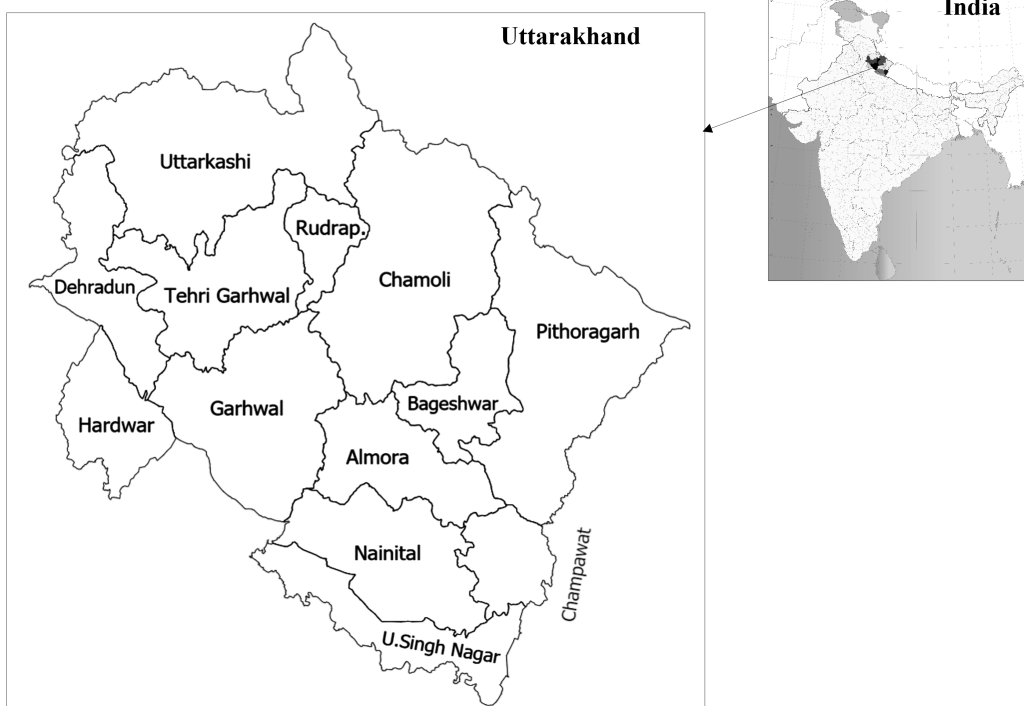 Uttarakhand
India
Uttarkashi
Rudrap.
Chamoli
Dehradun
Tehri Garhwal
Pithoragarh
Garhwal
Bageshwar
Hardwar
Almora
Nainital
Champawat
U.Singh Nagar